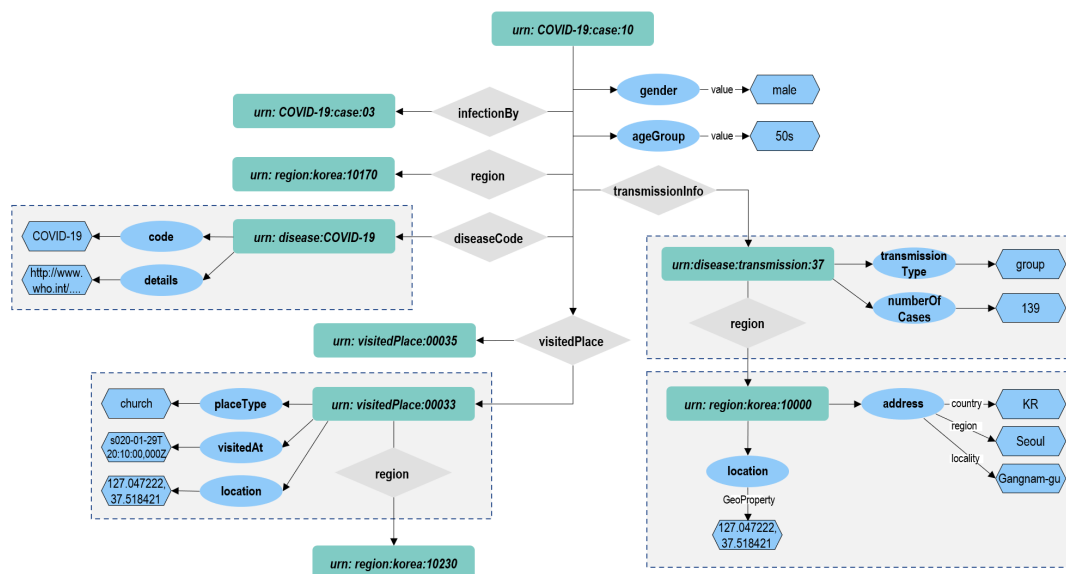 urn: COVID-19:case:10
gender
value
male
urn: COVID-19:case:03
infectionBy
ageGroup
value
50s
urn: region:korea:10170
region
transmissionInfo
COVID-19
code
urn: disease:COVID-19
diseaseCode
http://www.
who.int/....
details
urn:disease:transmission:37
transmission
Type
group
numberOf
Cases
139
region
urn: visitedPlace:00035
visitedPlace
church
placeType
urn: visitedPlace:00033
s020-01-29T
20:10:00,000Z
visitedAt
127.047222,
37.518421
location
region
urn: region:korea:10230
urn: region:korea:10000
address
country
KR
region
Seoul
locality
Gangnam-gu
location
GeoProperty
127.047222,
37.518421